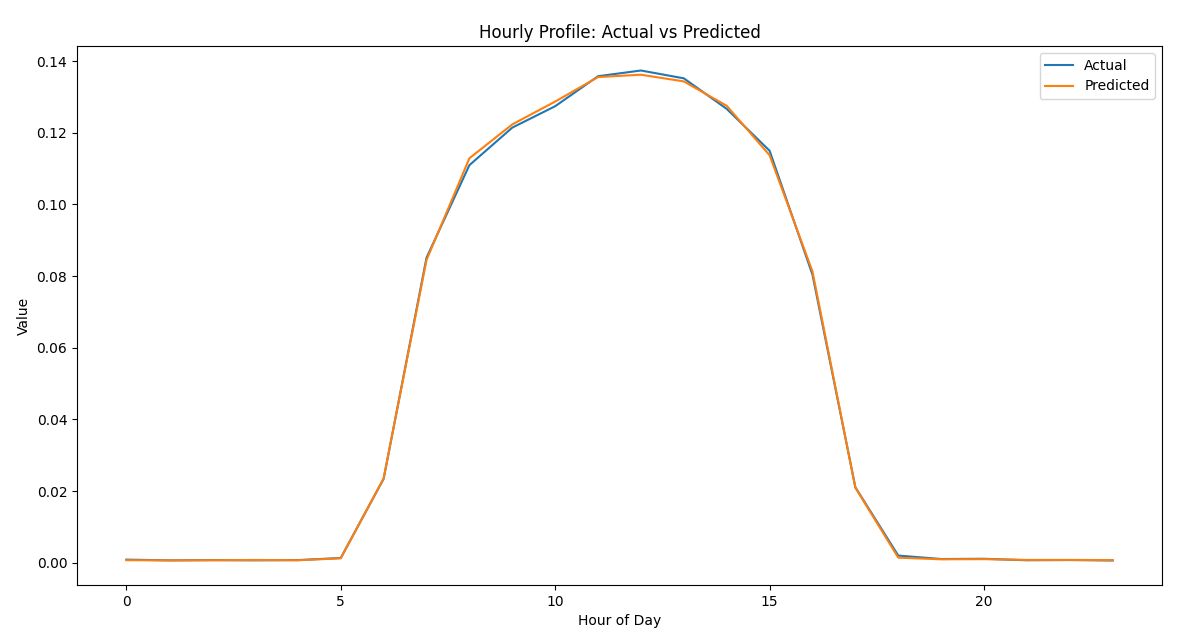 Hourly Profile: Actual vs Predicted
Actual
Predicted
Value
0.14
0.12
0.10
0.08
0.06
0.04
0.02
0.00
0 5 10 15 20
Hour of Day